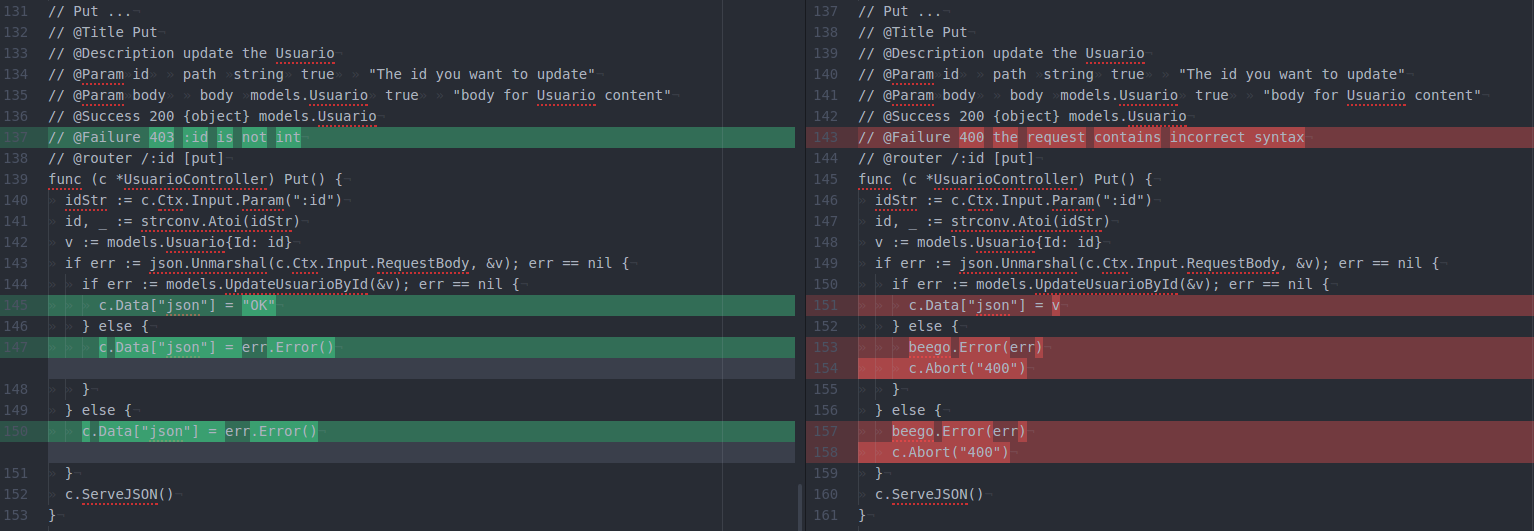 131 // Put ...
132 // @Title Put
133 // @Description update the Usuario
134 // @Param id path string true "The id you want to update"
135 // @Param body body models.Usuario true "body for Usuario content"
136 // @Success 200 {object} models.Usuario
137 // @Failure 403 :id is not int
138 // @router /:id [put]
139 func (c *UsuarioController) Put() {
140 idStr := c.Ctx.Input.Param(":id")
141 id, _ := strconv.Atoi(idStr)
142 v := models.Usuario{Id: id}
143 if err := json.Unmarshal(c.Ctx.Input.RequestBody, &v); err == nil {
144 if err := models.UpdateUsuarioById(&v); err == nil {
145 c.Data["json"] = "OK"
146 } else {
147 c.Data["json"] = err.Error()
148 }
149 } else {
150 c.Data["json"] = err.Error()
151 }
152 c.ServeJSON()
153 }
137 // Put ...
138 // @Title Put
139 // @Description update the Usuario
140 // @Param id path string true "The id you want to update"
141 // @Param body body models.Usuario true "body for Usuario content"
142 // @Success 200 {object} models.Usuario
143 // @Failure 400 the request contains incorrect syntax
144 // @router /:id [put]
145 func (c *UsuarioController) Put() {
146 idStr := c.Ctx.Input.Param(":id")
147 id, _ := strconv.Atoi(idStr)
148 v := models.Usuario{Id: id}
149 if err := json.Unmarshal(c.Ctx.Input.RequestBody, &v); err == nil {
150 if err := models.UpdateUsuarioById(&v); err == nil {
151 c.Data["json"] = v
152 } else {
153 beego.Error(err)
154 c.Abort("400")
155 }
156 } else {
157 beego.Error(err)
158 c.Abort("400")
159 }
160 c.ServeJSON()
161 }